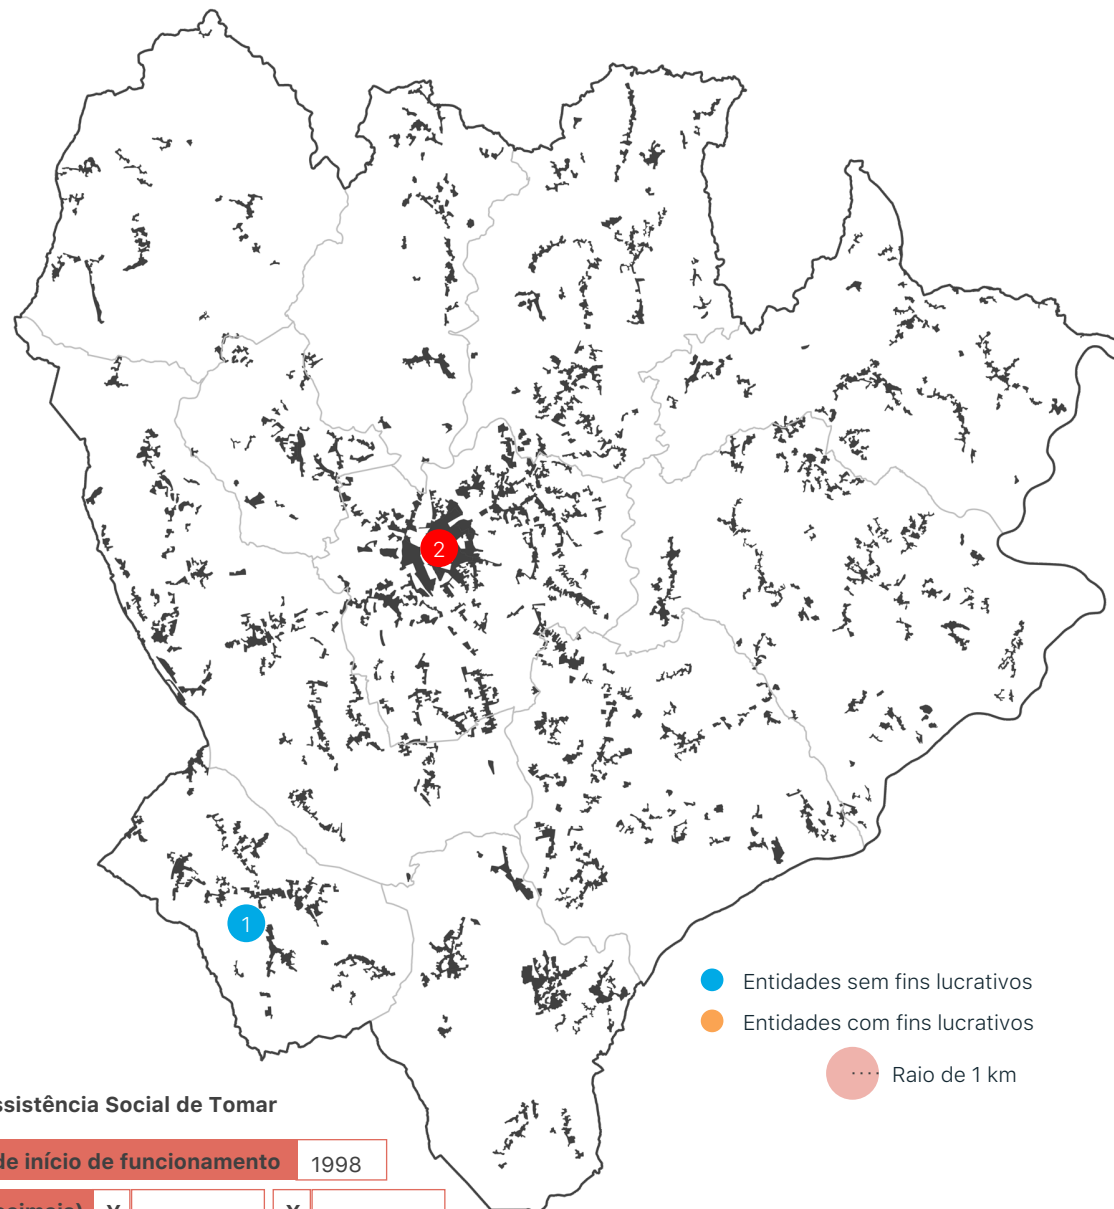 2
1
Entidades sem fins lucrativos
Entidades com fins lucrativos
Raio de 1 km
ssistência Social de Tomar
de início de funcionamento 1998